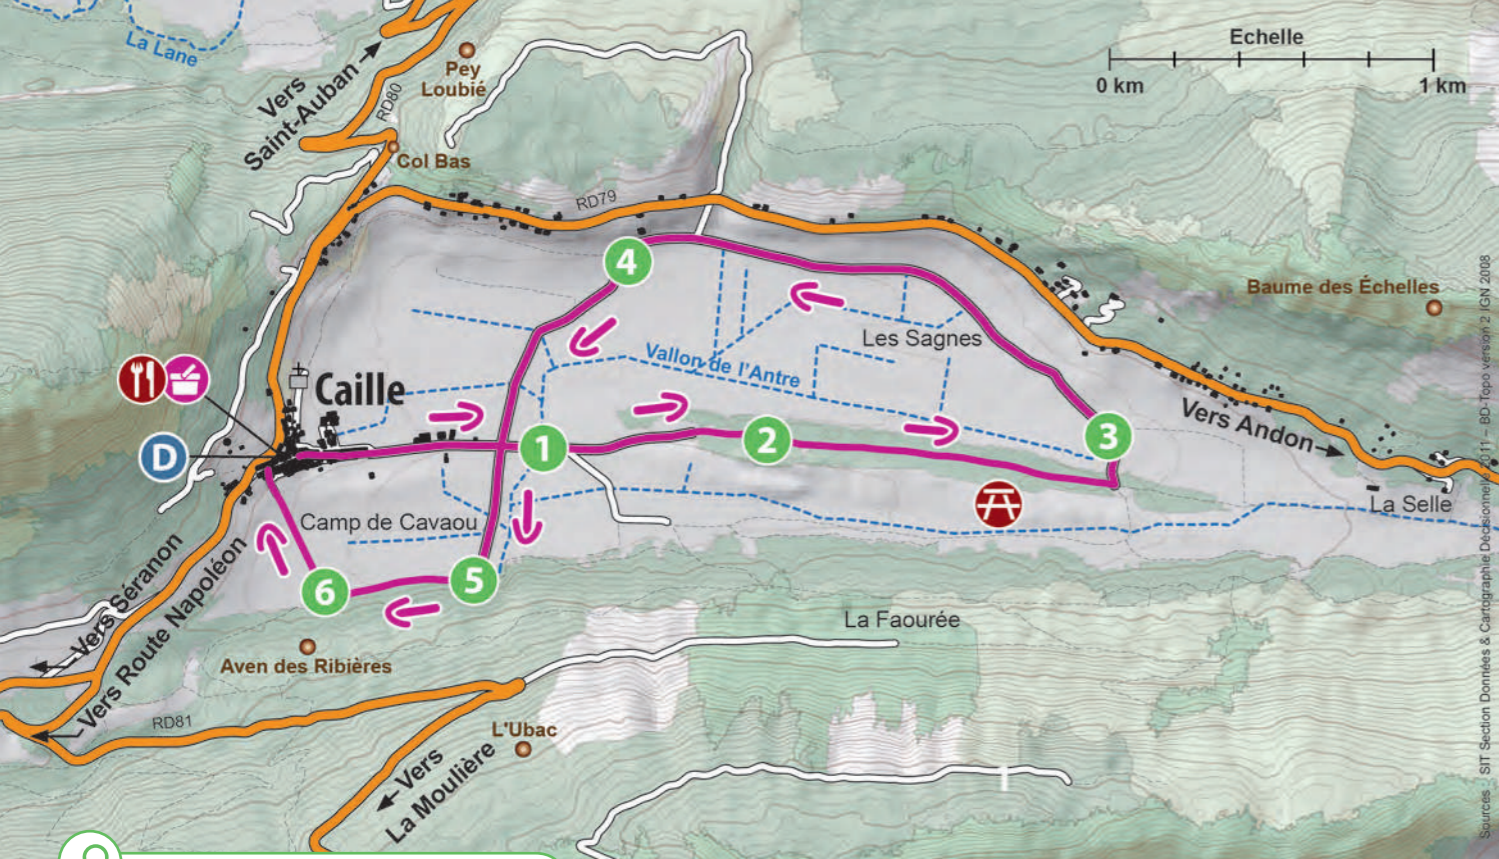 La Lane
Vers
Saint-Auban
RD80
Pey
Loubié
Col Bas
Echelle
0 km
1 km
RD79
4
Baume des Échelles
Les Sagnes
Vallon de l'Antre
Caille
D
1
2
3
Vers Andon
La Selle
Camp de Cavaou
5
6
Vers Séranon
Vers Route Napoléon
Aven des Ribières
La Faourée
RD81
L'Ubac
Vers
La Moulière
Sources : SIT Section Données & Cartographie Décisionnelle 2011 – BD-Topo version 2 IGN 2008